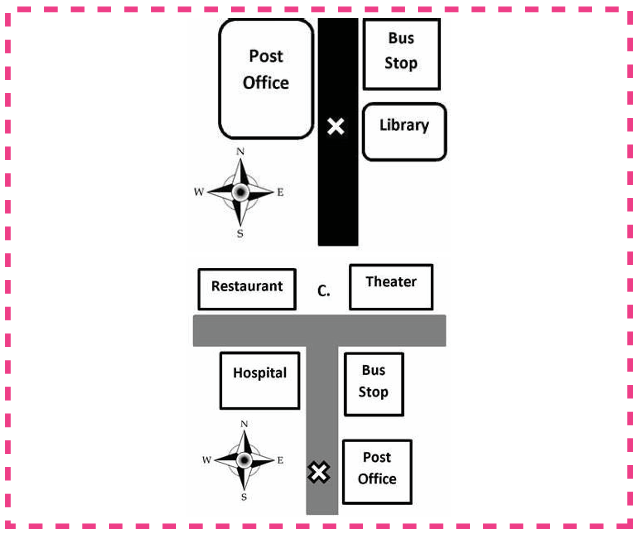 Post
Office
Bus
Stop
Library
N
W E
S
Restaurant
C.
Theater
Hospital
Bus
Stop
N
W E
S
Post
Office